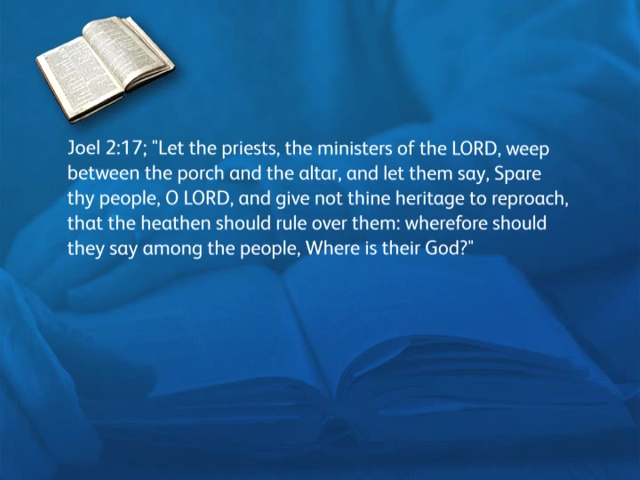 Joel 2:17; "Let the priests, the ministers of the LORD, weep
between the porch and the altar, and let them say, Spare
thy people, O LORD, and give not thine heritage to reproach,
that the heathen should rule over them: wherefore should
they say among the people, Where is their God?"